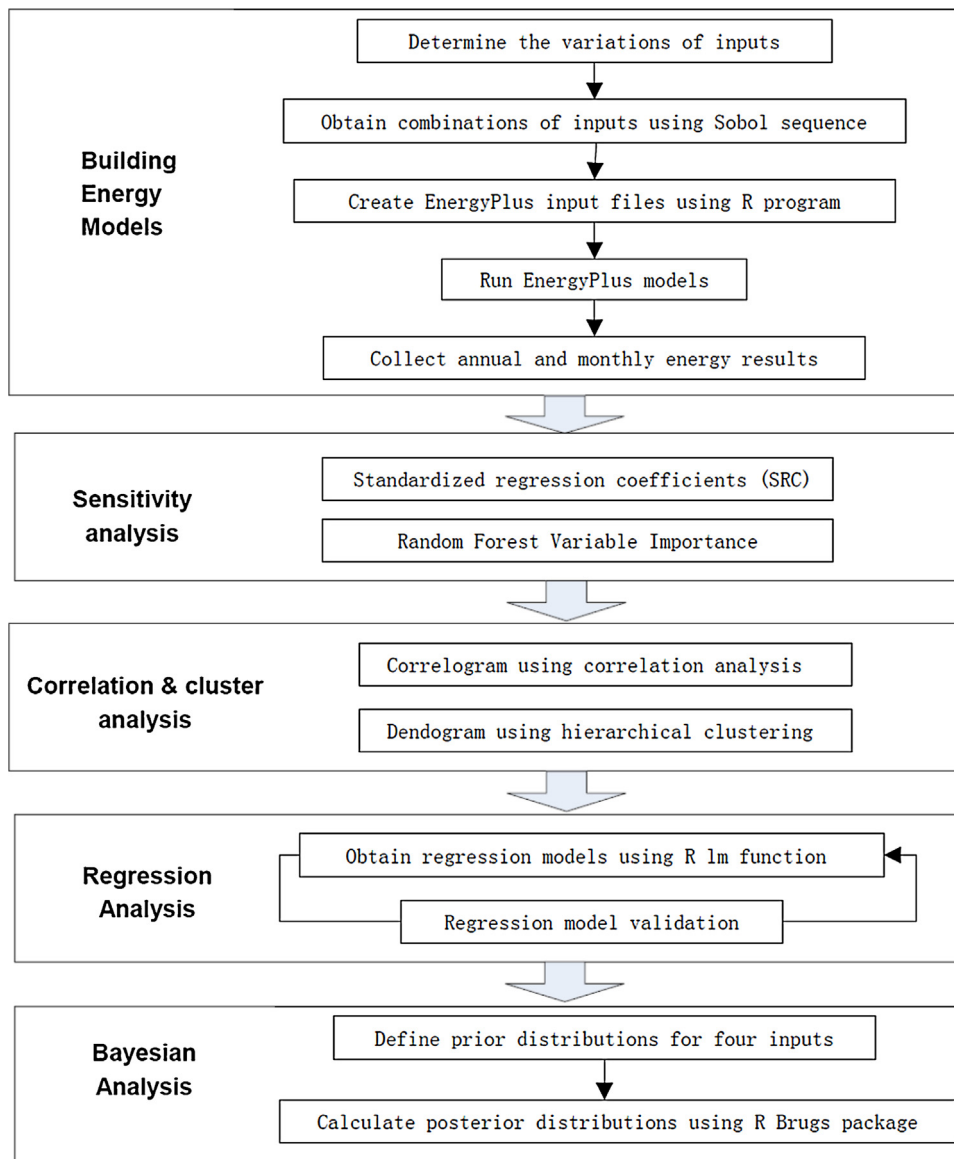 Building
Energy
Models
Determine the variations of inputs
Obtain combinations of inputs using Sobol sequence
Create EnergyPlus input files using R program
Run EnergyPlus models
Collect annual and monthly energy results
Sensitivity
analysis
Standardized regression coefficients (SRC)
Random Forest Variable Importance
Correlation & cluster
analysis
Correlogram using correlation analysis
Dendogram using hierarchical clustering
Regression
Analysis
Obtain regression models using R lm function
Regression model validation
Bayesian
Analysis
Define prior distributions for four inputs
Calculate posterior distributions using R Brugs package